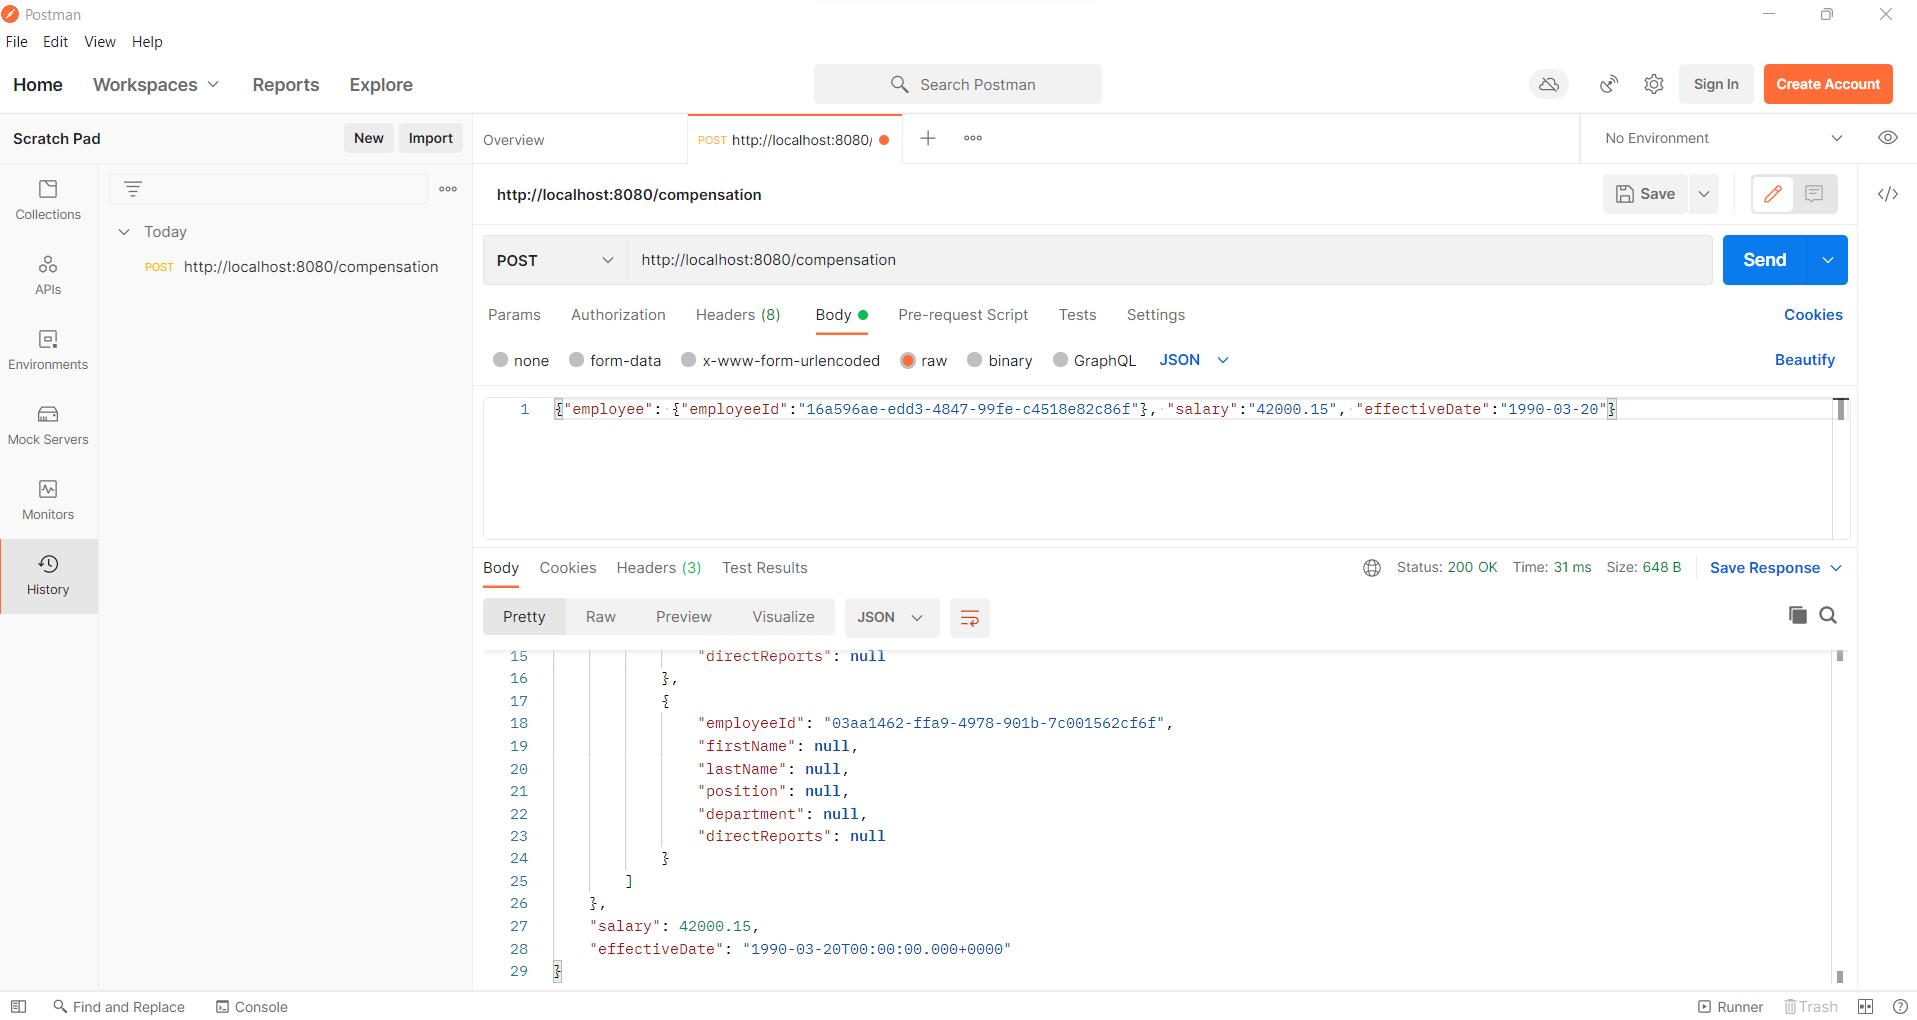 Postman
File Edit View Help
Home Workspaces Reports Explore Search Postman Sign In Create Account
Scratch Pad New Import Overview POST http://localhost:8080/ No Environment
Collections
APIs
Environments
Mock Servers
Monitors
History
Today
POST http://localhost:8080/compensation
http://localhost:8080/compensation Save
POST http://localhost:8080/compensation Send
Params Authorization Headers (8) Body Pre-request Script Tests Settings Cookies
none form-data x-www-form-urlencoded raw binary GraphQL JSON Beautify
1 {"employee": {"employeeId":"16a596ae-edd3-4847-99fe-c4518e82c86f"}, "salary":"42000.15", "effectiveDate":"1990-03-20"}
Body Cookies Headers (3) Test Results Status: 200 OK Time: 31 ms Size: 648 B Save Response
Pretty Raw Preview Visualize JSON
15 "directReports": null
16 },
17 {
18 "employeeId": "03aa1462-ffa9-4978-901b-7c001562cf6f",
19 "firstName": null,
20 "lastName": null,
21 "position": null,
22 "department": null,
23 "directReports": null
24 }
25 ]
26 },
27 "salary": 42000.15,
28 "effectiveDate": "1990-03-20T00:00:00.000+0000"
29 }
Find and Replace Console Runner Trash